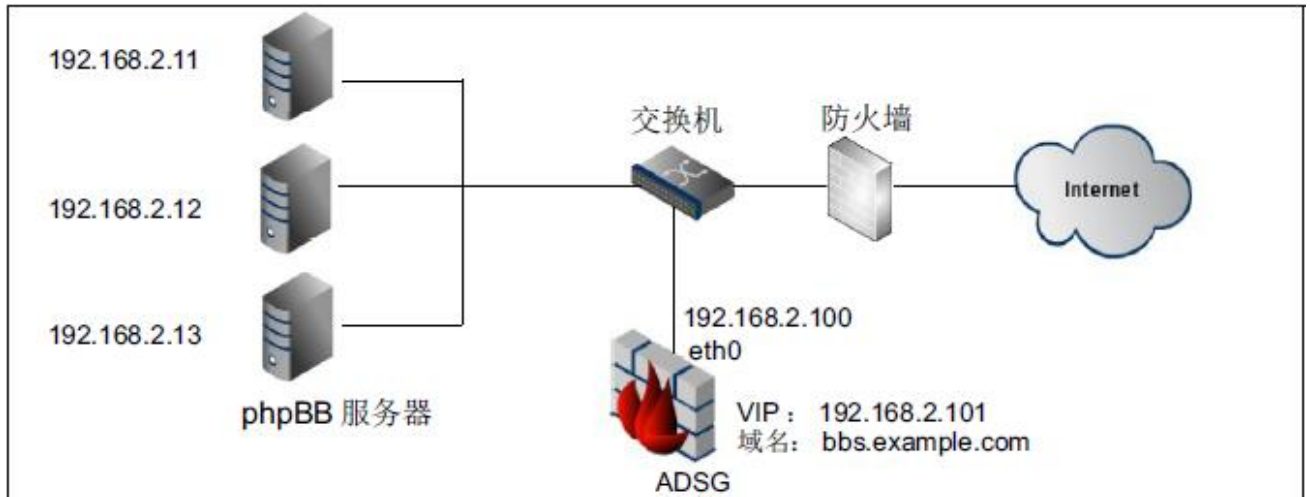 192.168.2.11
交换机
防火墙
192.168.2.12
Internet
192.168.2.13
192.168.2.100
eth0
phpBB 服务器
VIP： 192.168.2.101
域名： bbs.example.com
ADSG